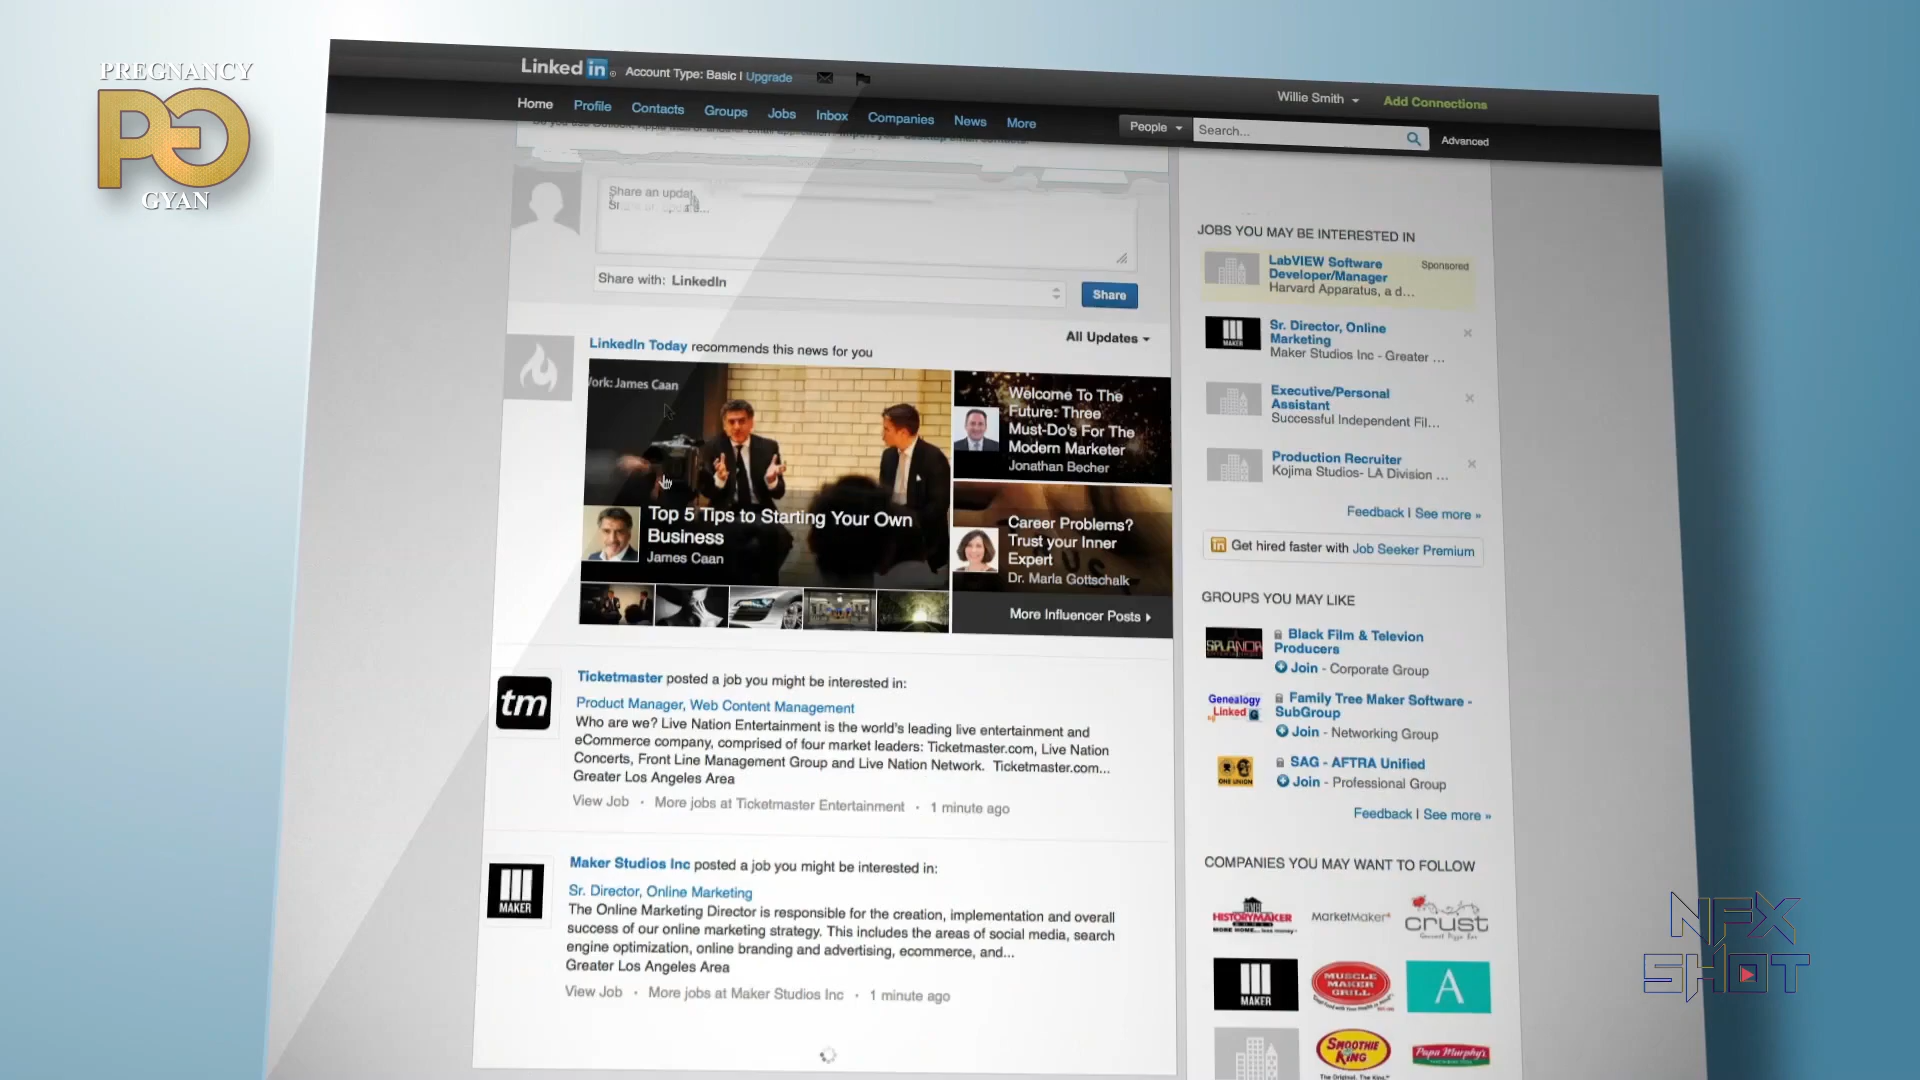 PREGNANCY
PG
GYAN
Linked in Account Type: Basic | Upgrade
Willie Smith Add Connections
Home Profile Contacts Groups Jobs Inbox Companies News More
People Search... Advanced
Share an updat
Share with: LinkedIn
Share
All Updates
LinkedIn Today recommends this news for you
Work: James Caan
Top 5 Tips to Starting Your Own
Business
James Caan
Welcome To The
Future: Three
Must-Do's For The
Modern Marketer
Jonathan Becher
Career Problems?
Trust your Inner
Expert
Dr. Marla Gottschalk
More Influencer Posts
tm
Ticketmaster posted a job you might be interested in:
Product Manager, Web Content Management
Who are we? Live Nation Entertainment is the world's leading live entertainment and
eCommerce company, comprised of four market leaders: Ticketmaster.com, Live Nation
Concerts, Front Line Management Group and Live Nation Network. Ticketmaster.com...
Greater Los Angeles Area
View Job · More jobs at Ticketmaster Entertainment · 1 minute ago
MAKER
Maker Studios Inc posted a job you might be interested in:
Sr. Director, Online Marketing
The Online Marketing Director is responsible for the creation, implementation and overall
success of our online marketing strategy. This includes the areas of social media, search
engine optimization, online branding and advertising, ecommerce, and...
Greater Los Angeles Area
View Job · More jobs at Maker Studios Inc · 1 minute ago
JOBS YOU MAY BE INTERESTED IN
LabVIEW Software Sponsored
Developer/Manager
Harvard Apparatus, a d...
MAKER
Sr. Director, Online
Marketing
Maker Studios Inc - Greater ...
Executive/Personal
Assistant
Successful Independent Fil...
Production Recruiter
Kojima Studios- LA Division ...
Feedback | See more »
in Get hired faster with Job Seeker Premium
GROUPS YOU MAY LIKE
Black Film & Televion
Producers
Join - Corporate Group
Genealogy
Linked
Family Tree Maker Software -
SubGroup
Join - Networking Group
ONE UNION
SAG - AFTRA Unified
Join - Professional Group
Feedback | See more »
COMPANIES YOU MAY WANT TO FOLLOW
HISTORYMAKER
HOMES
MORE HOME... less money
MarketMaker
crust
MAKER
MUSCLE
MAKER
GRILL
A
SMOOTHIE
KING
Papa Murphy's
NFX
SHOT